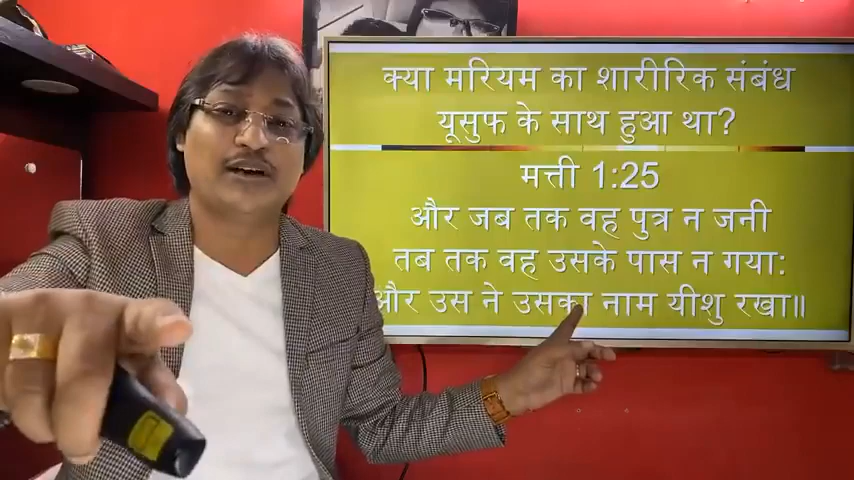 क्या मरियम का शारीरिक संबंध
यूसुफ के साथ हुआ था?
मत्ती 1:25
और जब तक वह पुत्र न जनी
तब तक वह उसके पास न गया:
और उस ने उसका नाम यीशु रखा॥